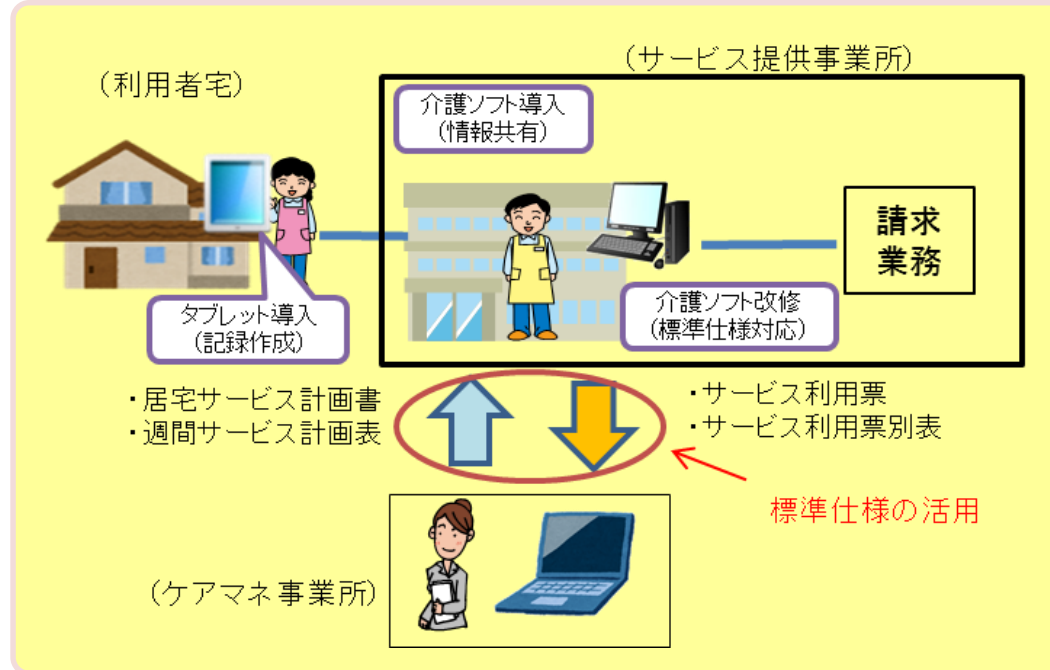 （サービス提供事業所）
（利用者宅）
介護ソフト導入
（情報共有）
請求
業務
タブレット導入
（記録作成）
介護ソフト改修
（標準仕様対応）
・居宅サービス計画書
・週間サービス計画表
・サービス利用票
・サービス利用票別表
標準仕様の活用
（ケアマネ事業所）